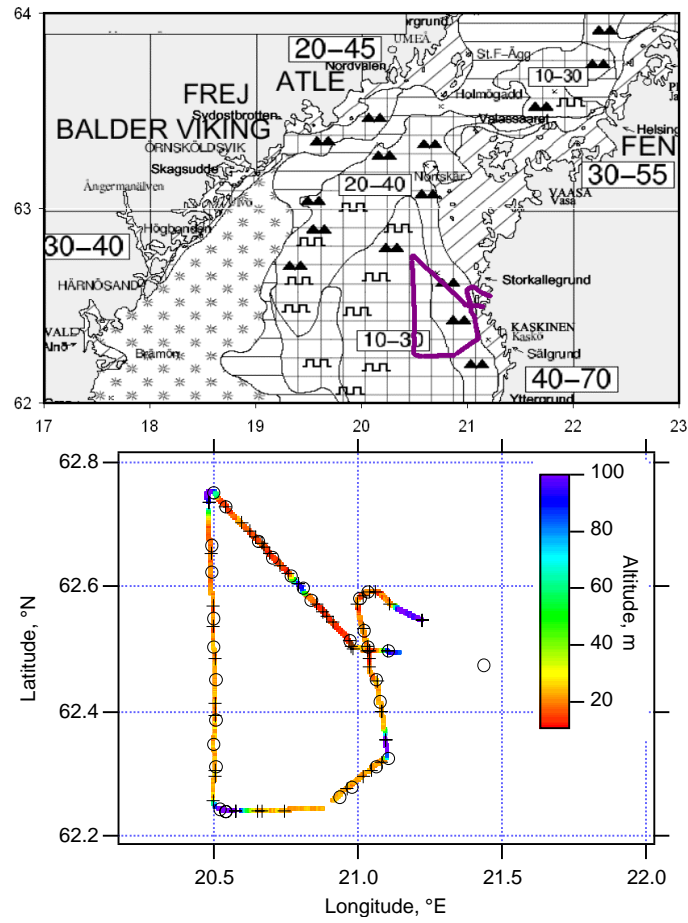 64
ergrund
UMEÅ
20–45
St.F–Ägg
Nordvalen
ATLE
10–30
FREJ
Holmögadd
Sydostbrotten
Valassaaret
BALDER VIKING
Helsing
ÖRNSKÖLDSVIK
FEN
Norrskär
Skagsudde
20–40
30–55
Ångermanälven
VAASA
Vasa
63
Högbonden
30–40
Storkallegrund
HÄRNÖSAND
KASKINEN
Kaskö
10–30
Brämön
Sälgrund
40–70
Yttergrund
62
17 18 19 20 21 22 23
62.8
62.6
62.4
62.2
Latitude, °N
100
80
60
40
20
Altitude, m
20.5 21.0 21.5 22.0
Longitude, °E